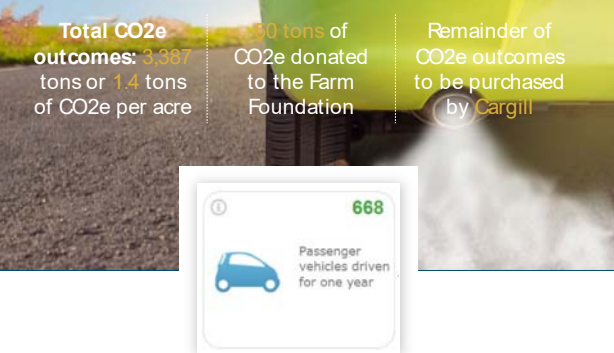 Total CO2e
outcomes: 3,387
tons or 1.4 tons
of CO2e per acre
tons of
CO2e donated
to the Farm
Foundation
Remainder of
CO2e outcomes
to be purchased
by Cargill
668
Passenger
vehicles driven
for one year